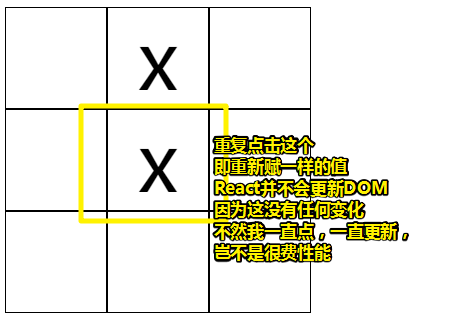 X
X
重复点击这个
即重新赋一样的值
React并不会更新DOM
因为这没有任何变化
不然我一直点，一直更新，
岂不是很费性能